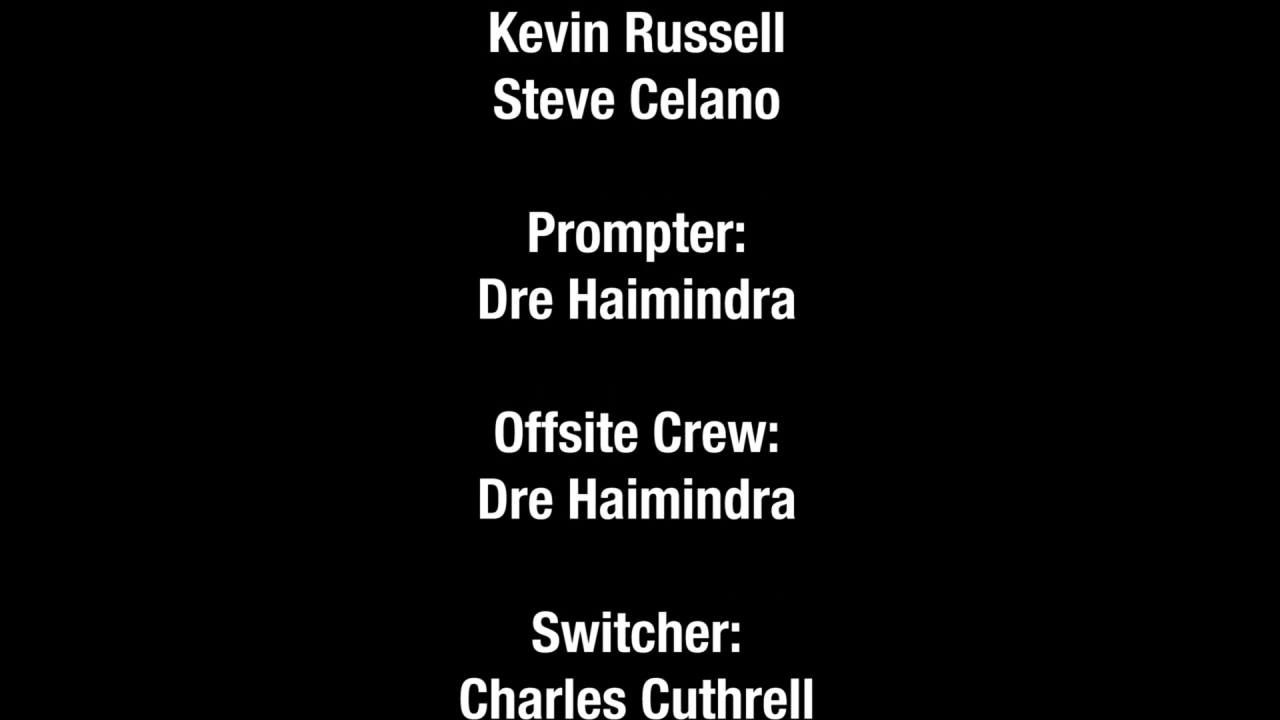 Kevin Russell
Steve Celano
Prompter:
Dre Haimindra
Offsite Crew:
Dre Haimindra
Switcher:
Charles Cuthrell